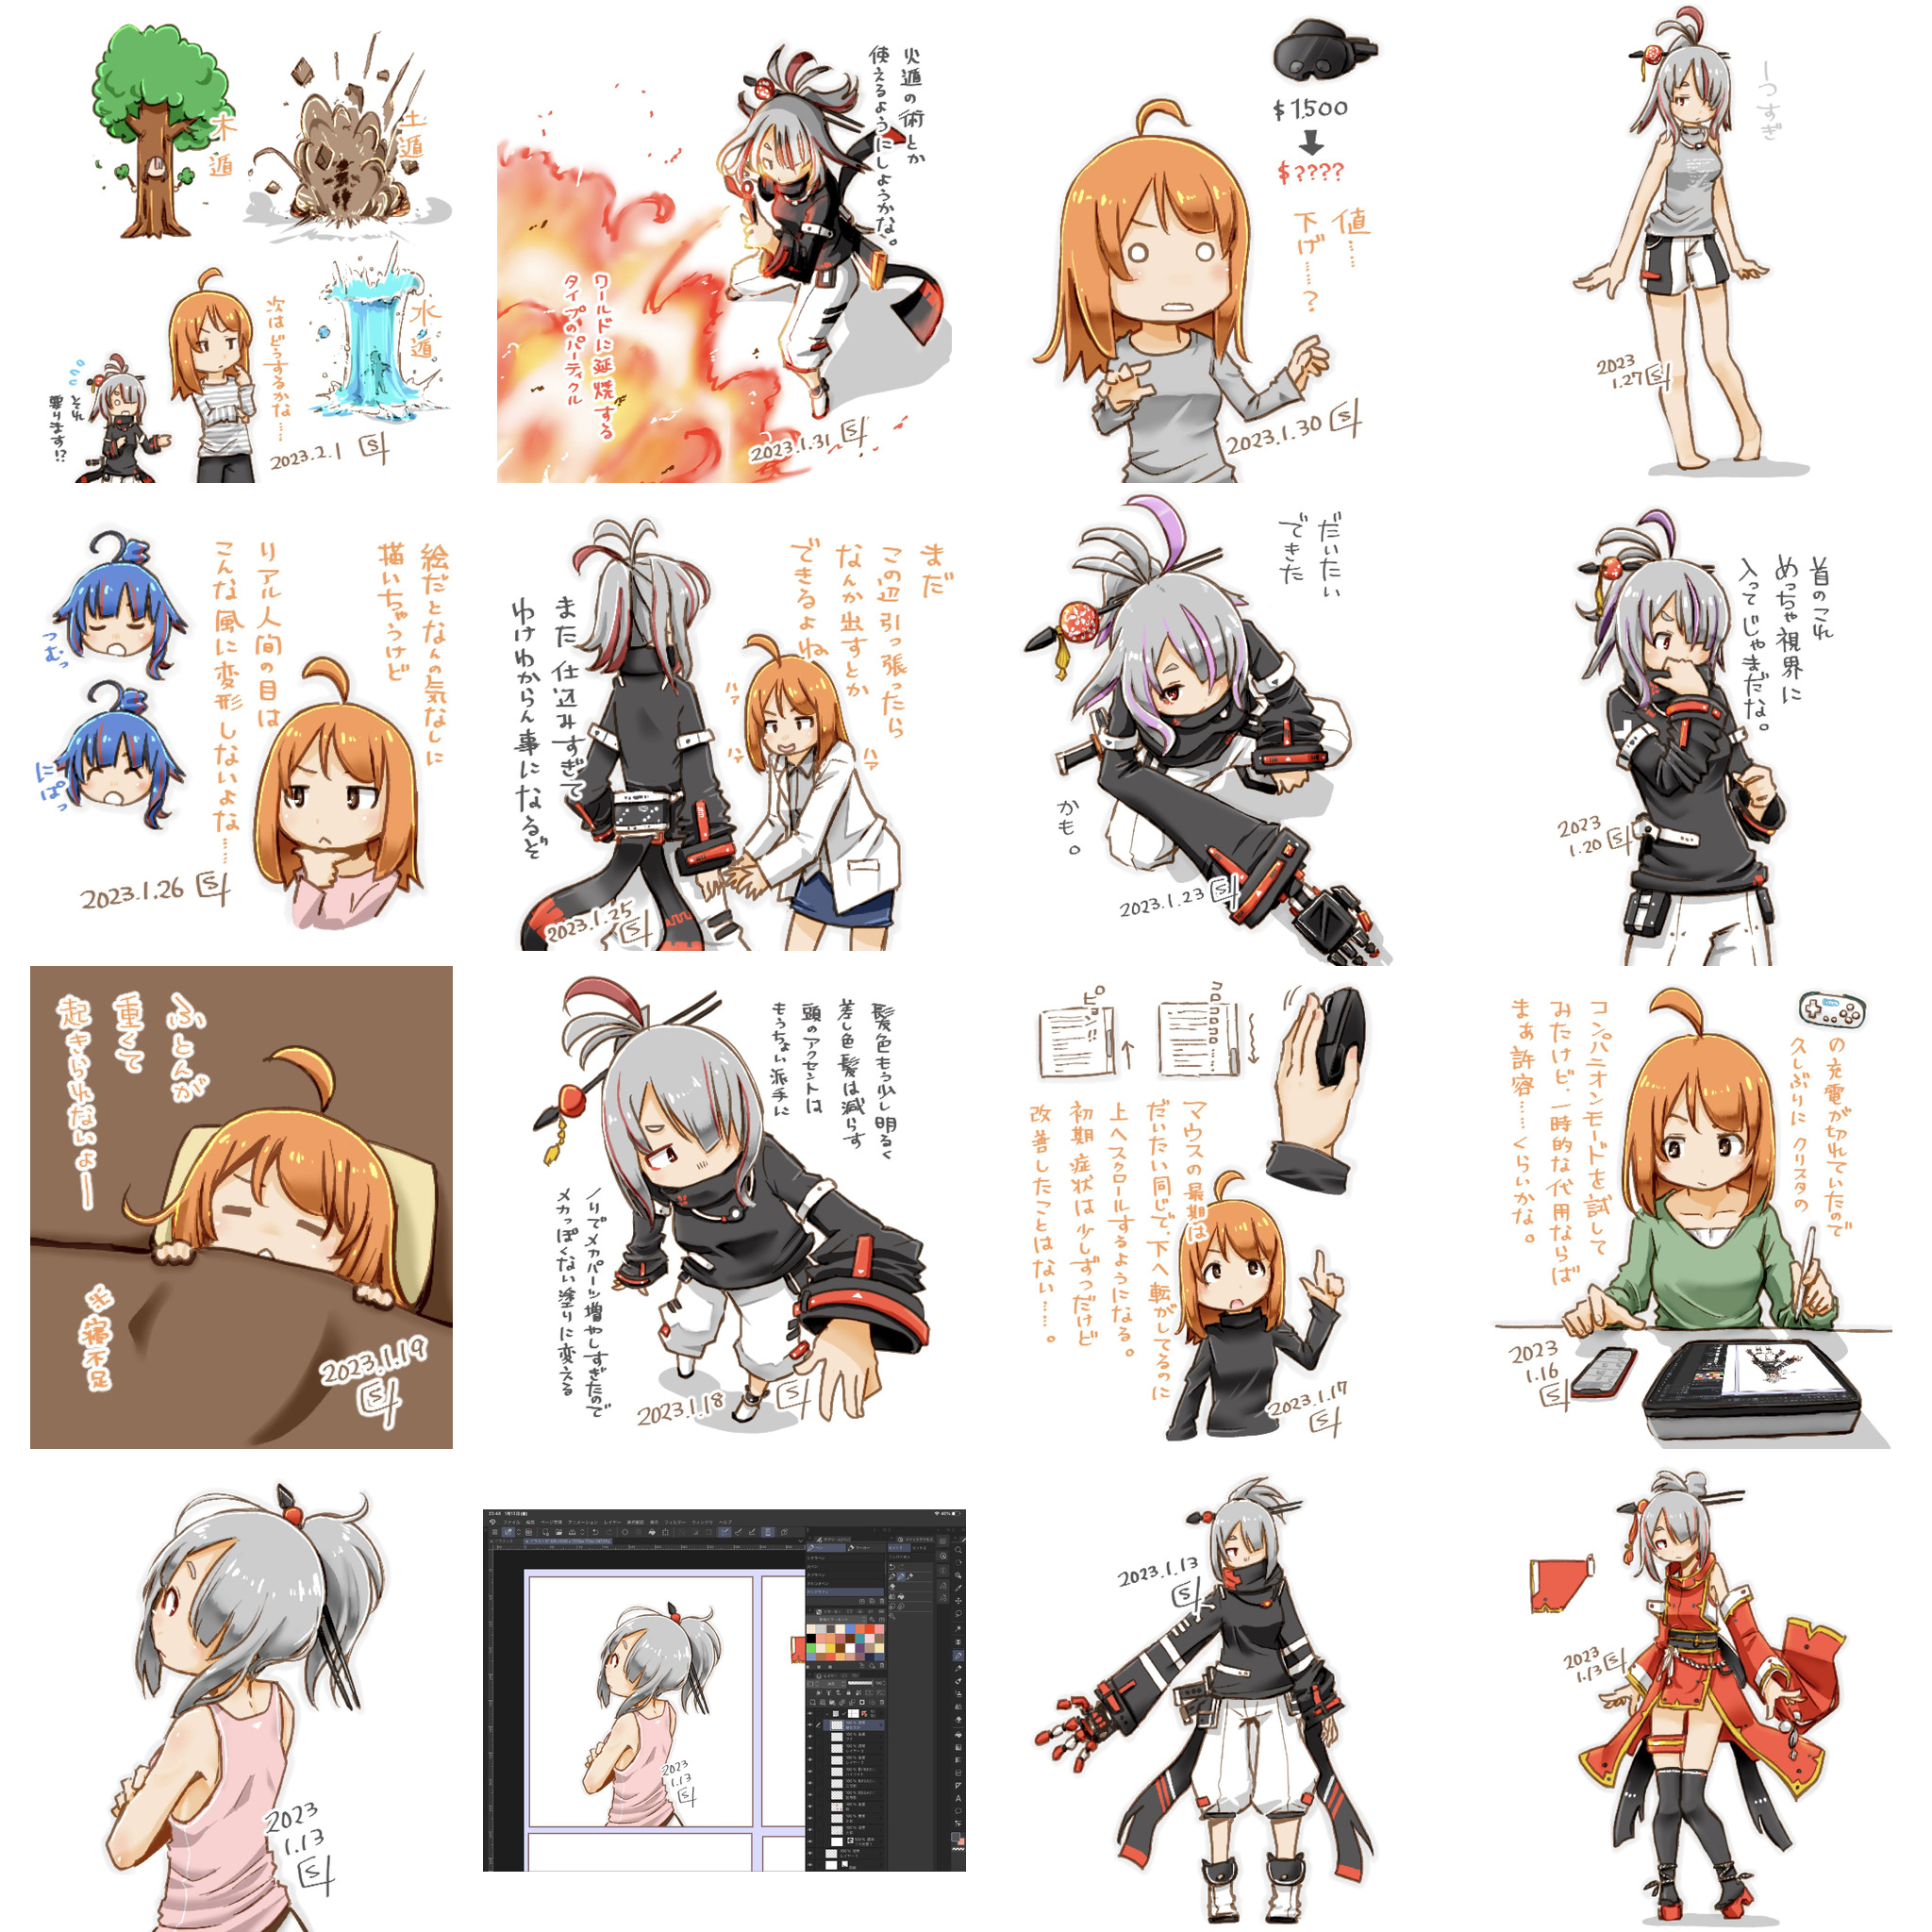 木遁
土遁
水遁
次はどうするかな……
それ
要ります!?
2023.2.1
火遁の術とか
使えるようにしようかな。
ワールドに延焼する
タイプのパーティクル
2023.1.31
$1,500
$????
値……
下げ……?
2023.1.30
一つすぎ
2023
1.27
絵だとなんの気なしに
描いちゃうけど
リアル人間の目は
こんな風に変形しないよな……
つむっ
にぱっ
2023.1.26
まだ
この辺引っ張ったら
なんか出すとか
できるよね
ハァ
ハァ
ハァ
また仕込みすぎて
わけわからん事になるぞ
2023.1.25
だいたい
できた
かも。
2023.1.23
首のこれ
めっちゃ視界に
入ってじゃまだな。
2023
1.20
ふとんが
重くて
起きられないよー
※寝不足
2023.1.19
髪色もう少し明るく
差し色髪は減らす
頭のアクセントは
もうちょい派手に
ノリでメカパーツ増やしすぎたので
メカっぽくない塗りに変える
2023.1.18
ピョン
コロコロコロ…
マウスの最期は
だいたい同じで、下へ転がしてるのに
上へスクロールするようになる。
初期症状は少しずつだけど
改善したことはない……。
2023.1.17
の充電が切れていたので
久しぶりにクリスタの
コンパニオンモードを試して
みたけど、一時的な代用ならば
まぁ許容……くらいかな。
2023
1.16
2023
1.13
2023
1.13
2023.1.13
2023
1.13